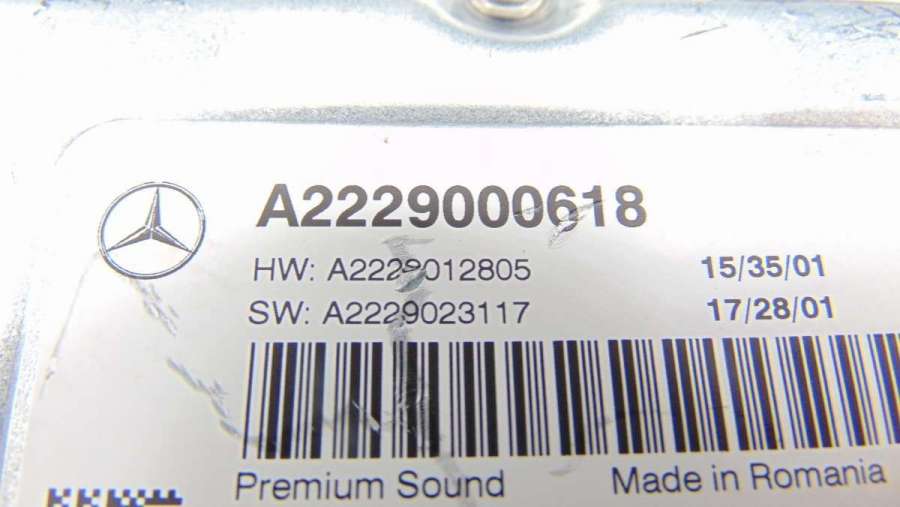 A2229000618
HW: A2229012805 15/35/01
SW: A2229023117 17/28/01
Premium Sound Made in Romania